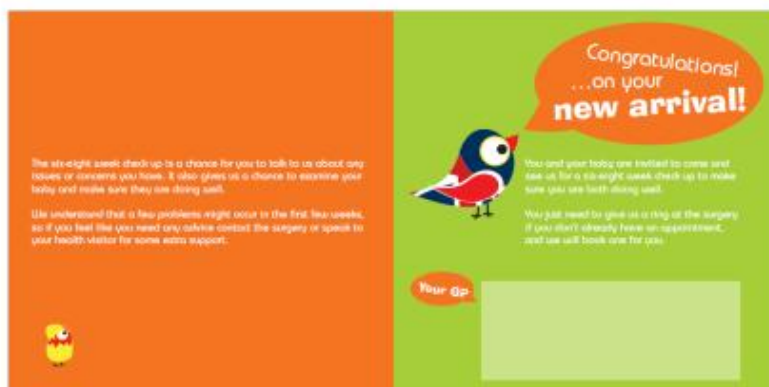 The six-eight week check up is a chance for you to talk to us about any
issues or concerns you have. It also gives us a chance to examine your
baby and make sure they are doing well.
We understand that a few problems might occur in the first few weeks,
so if you feel like you need any advice contact the surgery or speak to
your health visitor for some extra support.
Congratulations!
...on your
new arrival!
You and your baby are invited to come and
see us for a six-eight week check up to make
sure you are both doing well.
You just need to give us a ring at the surgery,
if you don't already have an appointment,
and we will book one for you.
Your GP